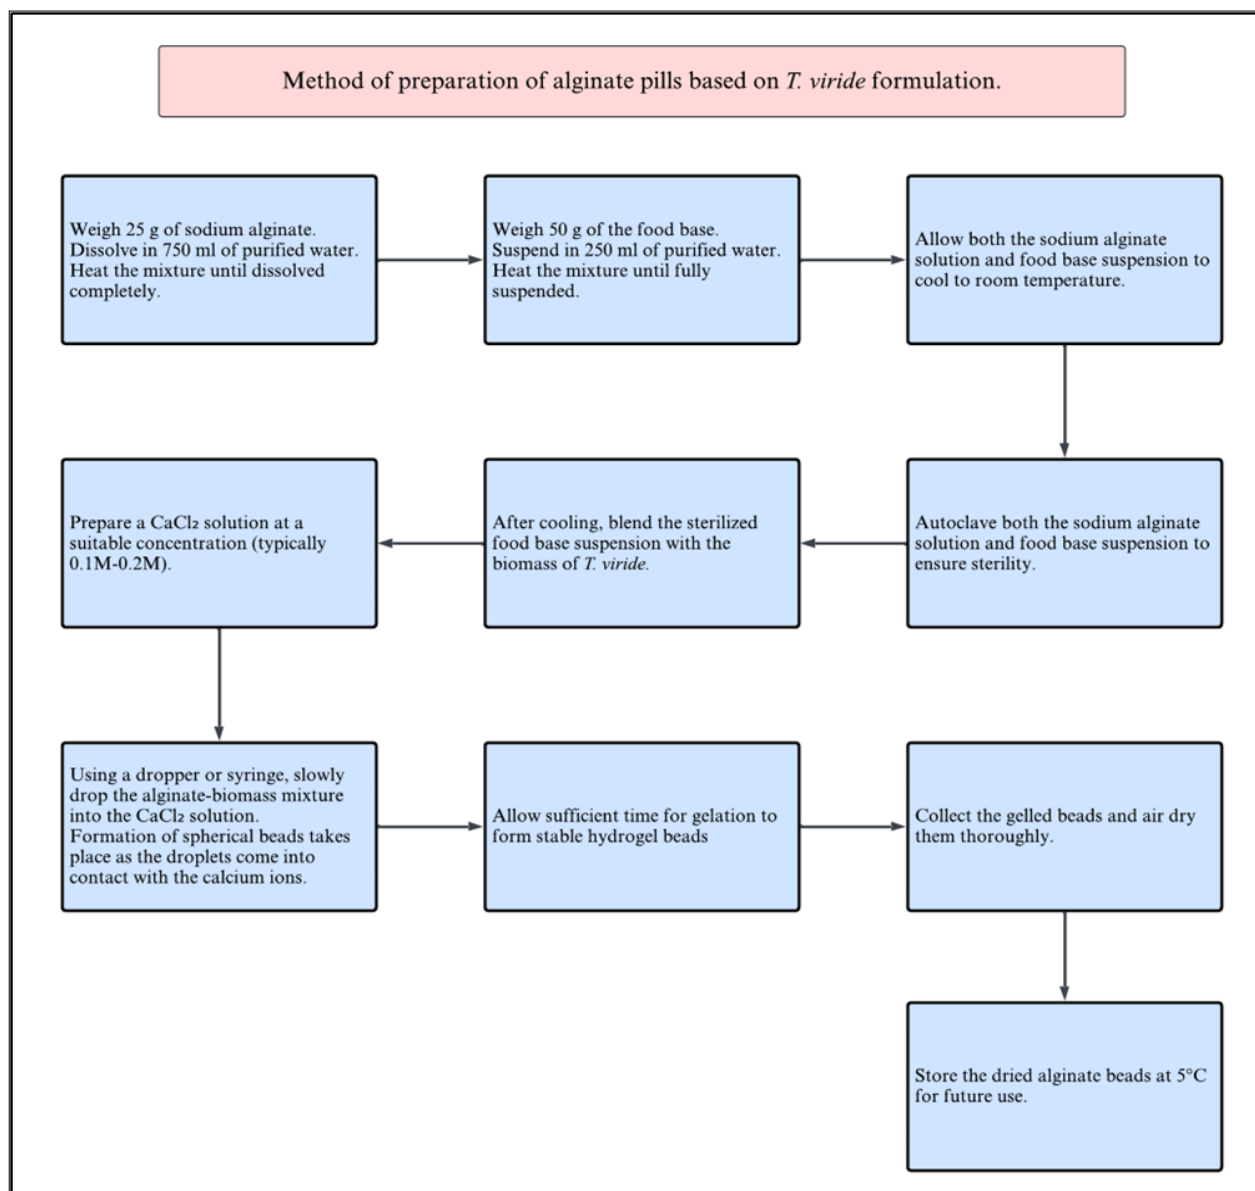 Method of preparation of alginate pills based on T. viride formulation.
Weigh 25 g of sodium alginate.
Dissolve in 750 ml of purified water.
Heat the mixture until dissolved
completely.
Weigh 50 g of the food base.
Suspend in 250 ml of purified water.
Heat the mixture until fully
suspended.
Allow both the sodium alginate
solution and food base suspension to
cool to room temperature.
Autoclave both the sodium alginate
solution and food base suspension to
ensure sterility.
After cooling, blend the sterilized
food base suspension with the
biomass of T. viride.
Prepare a CaCl₂ solution at a
suitable concentration (typically
0.1M-0.2M).
Using a dropper or syringe, slowly
drop the alginate-biomass mixture
into the CaCl₂ solution.
Formation of spherical beads takes
place as the droplets come into
contact with the calcium ions.
Allow sufficient time for gelation to
form stable hydrogel beads
Collect the gelled beads and air dry
them thoroughly.
Store the dried alginate beads at 5°C
for future use.